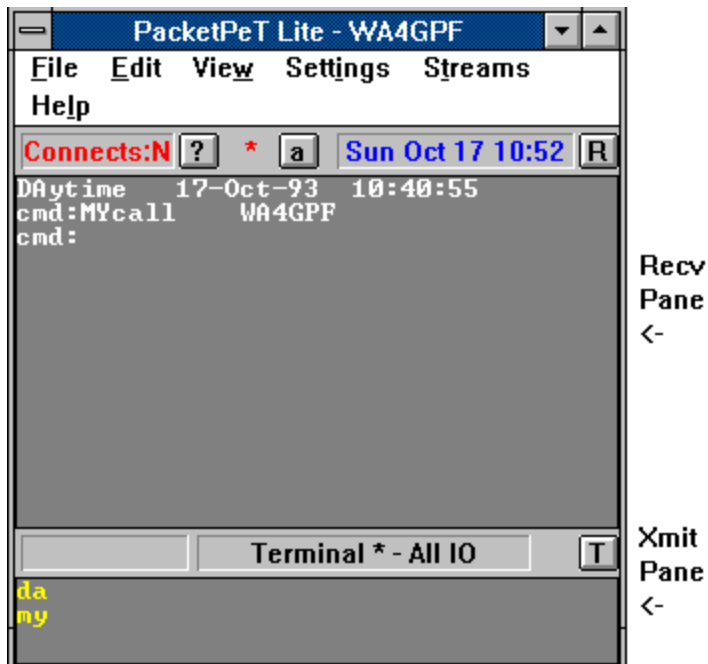 PacketPeT Lite - WA4GPF
File Edit View Settings Streams
Help
Connects:N ? * a Sun Oct 17 10:52 R
DAytime 17-Oct-93 10:40:55
cmd:MYcall WA4GPF
cmd:
Recv
Pane
<-
Terminal * - All IO T
Xmit
Pane
<-
da
my